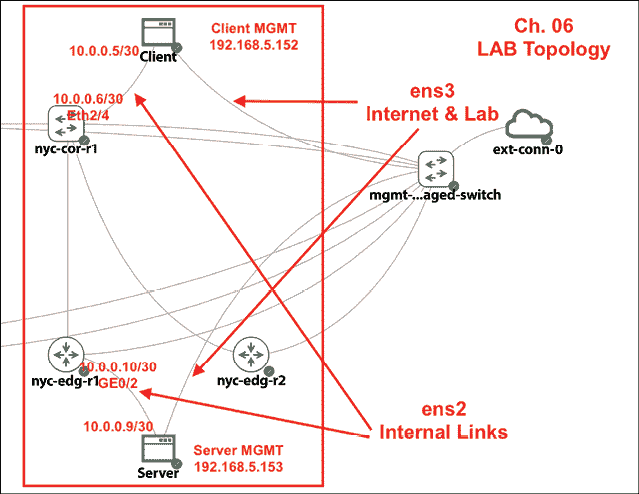 Ch. 06
LAB Topology
Client MGMT
192.168.5.152
10.0.0.5/30
Client
ens3
Internet & Lab
10.0.0.6/30
Eth2/4
nyc-cor-r1
ext-conn-0
mgmt-...aged-switch
10.0.0.10/30
GE0/2
nyc-edg-r1
nyc-edg-r2
ens2
Internal Links
10.0.0.9/30
Server
Server MGMT
192.168.5.153